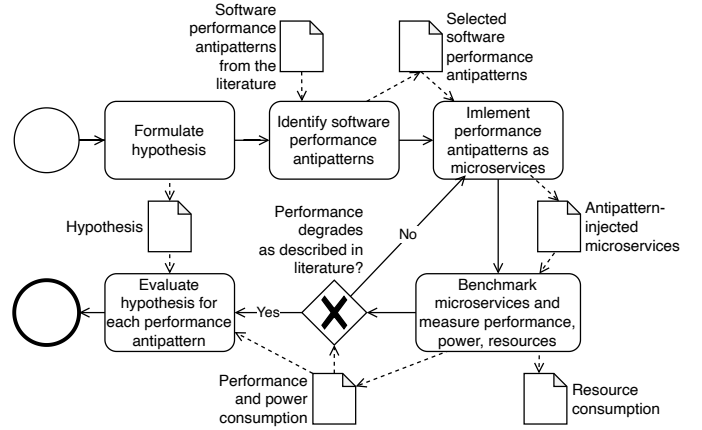 Software
performance
antipatterns
from the
literature
Selected
software
performance
antipatterns
Formulate
hypothesis
Identify software
performance
antipatterns
Imlement
performance
antipatterns as
microservices
Hypothesis
Performance
degrades
as described in
literature?
No
Antipattern-
injected
microservices
Evaluate
hypothesis for
each performance
antipattern
Yes
Benchmark
microservices and
measure performance,
power, resources
Performance
and power
consumption
Resource
consumption